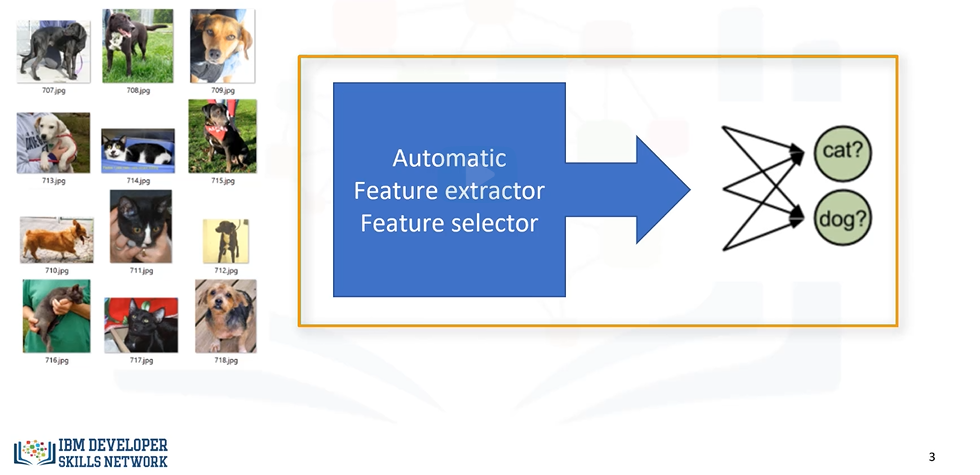 707.jpg
708.jpg
709.jpg
713.jpg
714.jpg
715.jpg
710.jpg
711.jpg
712.jpg
716.jpg
717.jpg
718.jpg
Automatic
Feature extractor
Feature selector
cat?
dog?
IBM DEVELOPER
SKILLS NETWORK
3